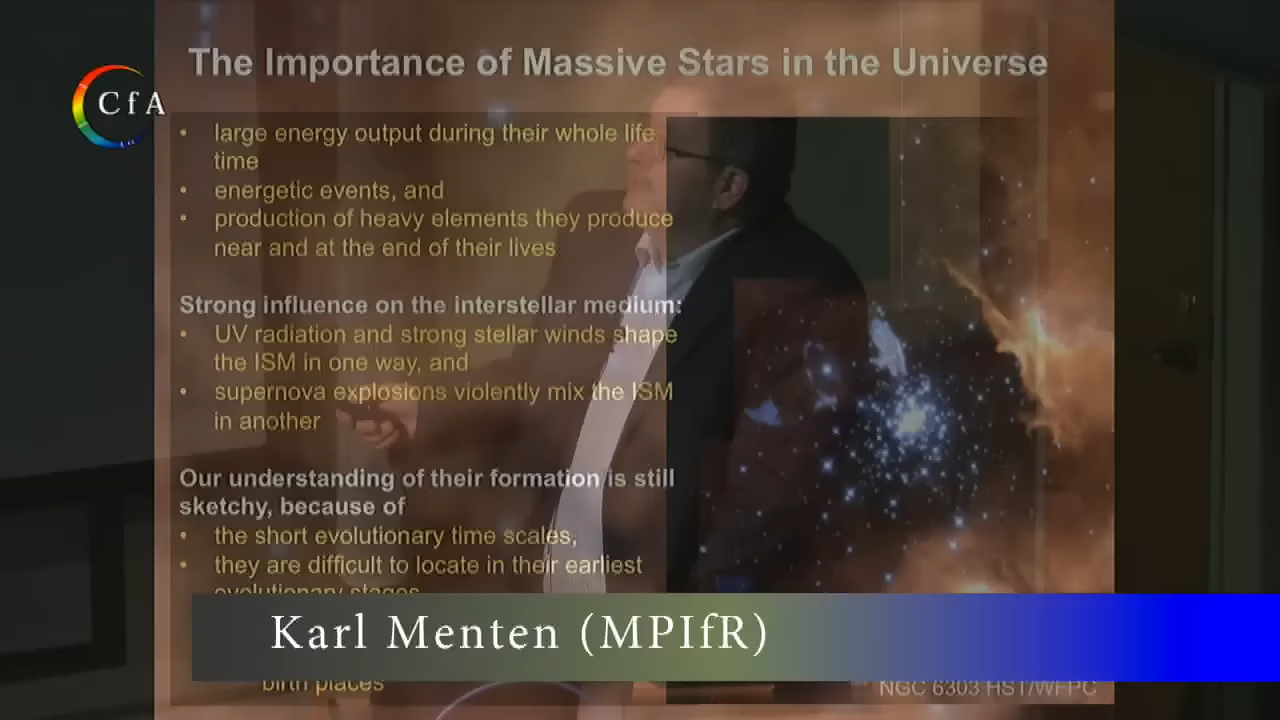 The Importance of Massive Stars in the Universe
CfA
• large energy output during their whole life
time
• energetic events, and
• production of heavy elements they produce
near and at the end of their lives
Strong influence on the interstellar medium:
• UV radiation and strong stellar winds shape
the ISM in one way, and
• supernova explosions violently mix the ISM
in another
Our understanding of their formation is still
sketchy, because of
• the short evolutionary time scales,
• they are difficult to locate in their earliest
evolutionary stages
Karl Menten (MPIfR)
birth places
NGC 6303 HST/WFPC